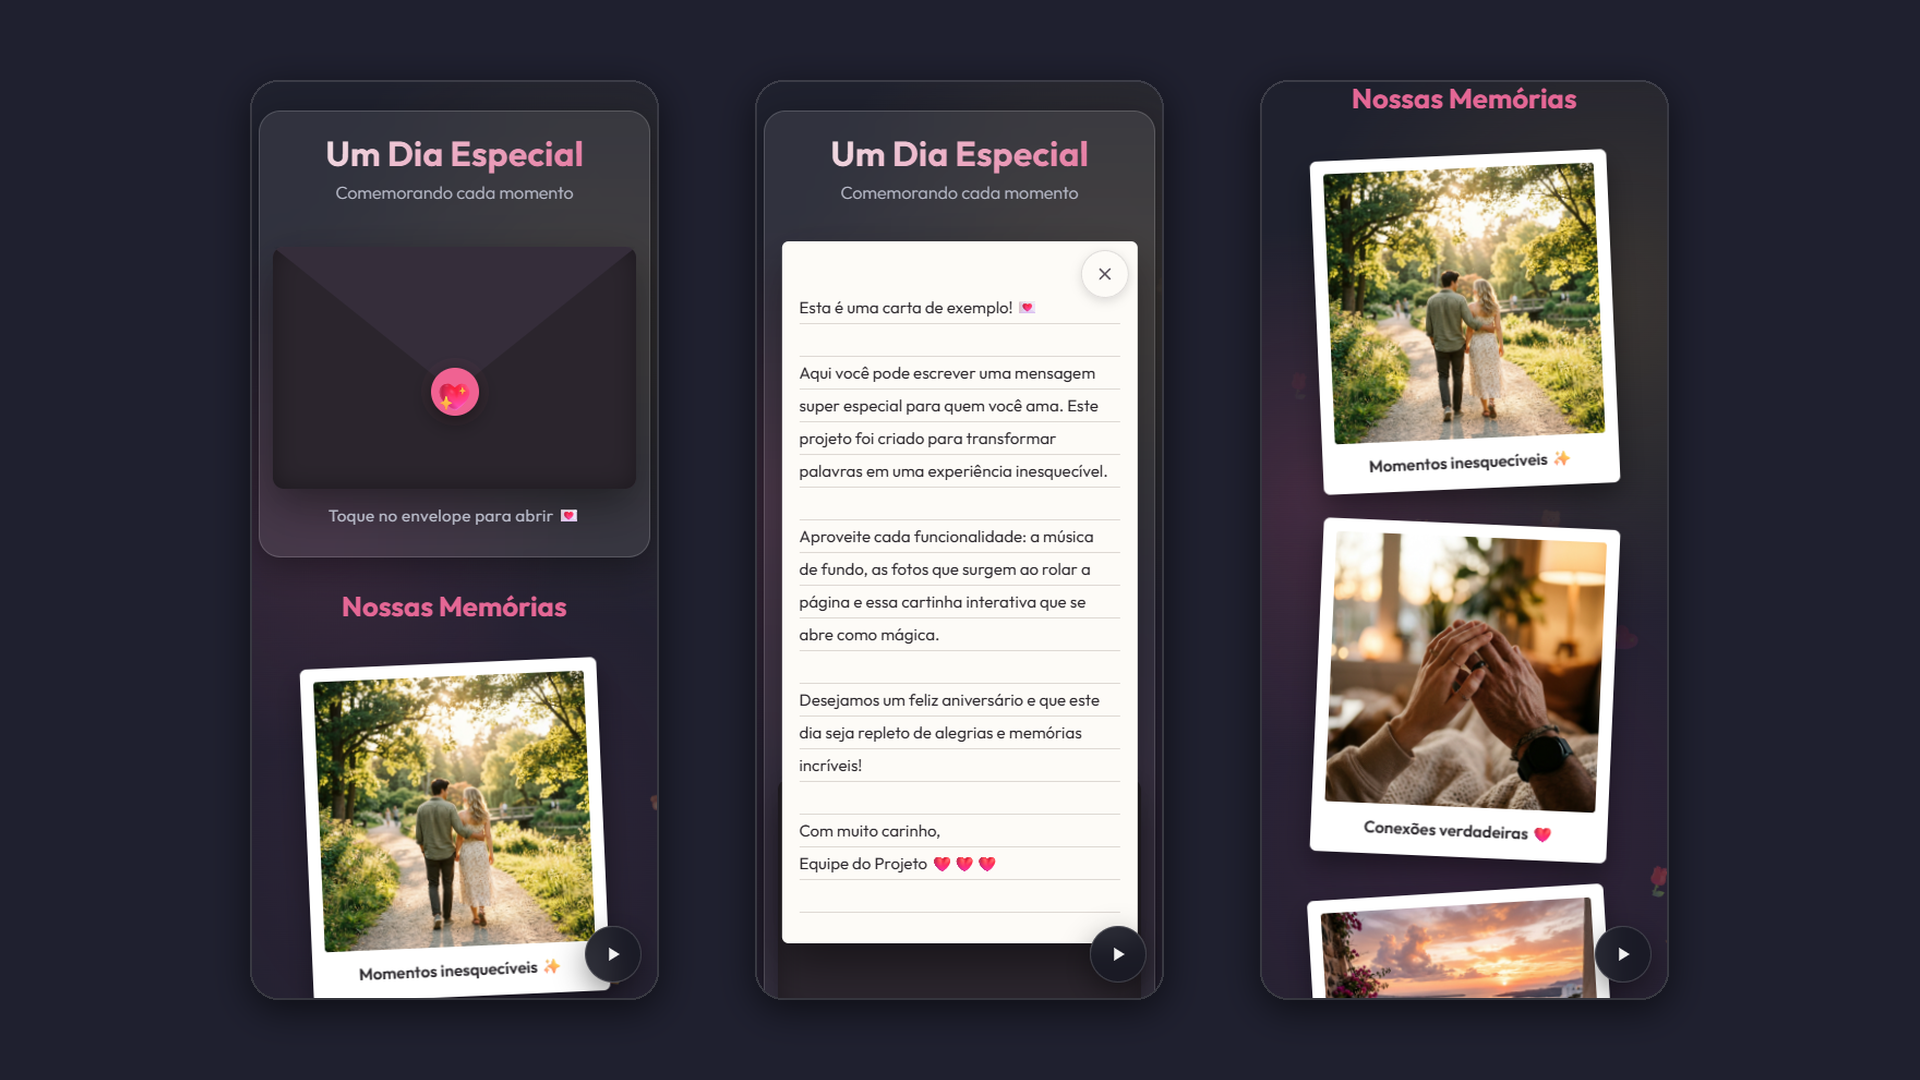 Um Dia Especial
Comemorando cada momento
Toque no envelope para abrir 💌
Nossas Memórias
Momentos inesquecíveis ✨
Um Dia Especial
Comemorando cada momento
Esta é uma carta de exemplo! 💌
Aqui você pode escrever uma mensagem
super especial para quem você ama. Este
projeto foi criado para transformar
palavras em uma experiência inesquecível.
Aproveite cada funcionalidade: a música
de fundo, as fotos que surgem ao rolar a
página e essa cartinha interativa que se
abre como mágica.
Desejamos um feliz aniversário e que este
dia seja repleto de alegrias e memórias
incríveis!
Com muito carinho,
Equipe do Projeto ❤️ ❤️ ❤️
Nossas Memórias
Momentos inesquecíveis ✨
Conexões verdadeiras ❤️